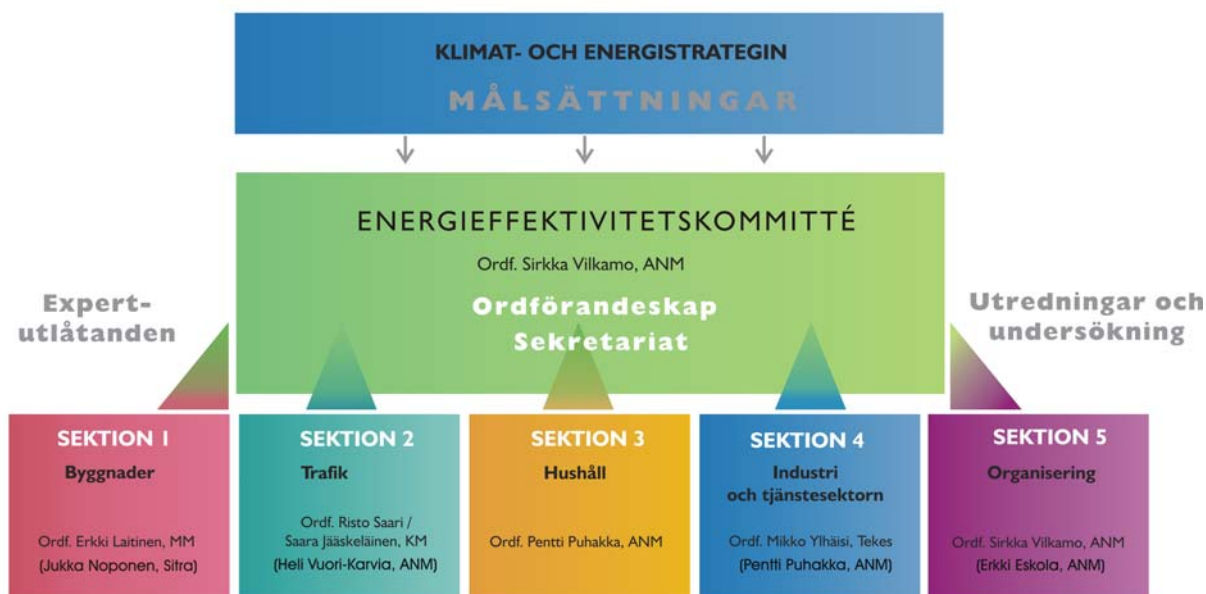 KLIMAT- OCH ENERGISTRATEGIN
MÅLSÄTTNINGAR
ENERGIEFFEKTIVITETSKOMMITTÉ
Ordf. Sirkka Vilkamo, ANM
Ordförandeskap
Sekretariat
Expert-
utlåtanden
Utredningar och
undersökning
SEKTION 1
Byggnader
Ordf. Erkki Laitinen, MM
(Jukka Noponen, Sitra)
SEKTION 2
Trafik
Ordf. Risto Saari /
Saara Jääskeläinen, KM
(Heli Vuori-Karvia, ANM)
SEKTION 3
Hushåll
Ordf. Pentti Puhakka, ANM
SEKTION 4
Industri
och tjänstesektorn
Ordf. Mikko Ylhäisi, Tekes
(Pentti Puhakka, ANM)
SEKTION 5
Organisering
Ordf. Sirkka Vilkamo, ANM
(Erkki Eskola, ANM)